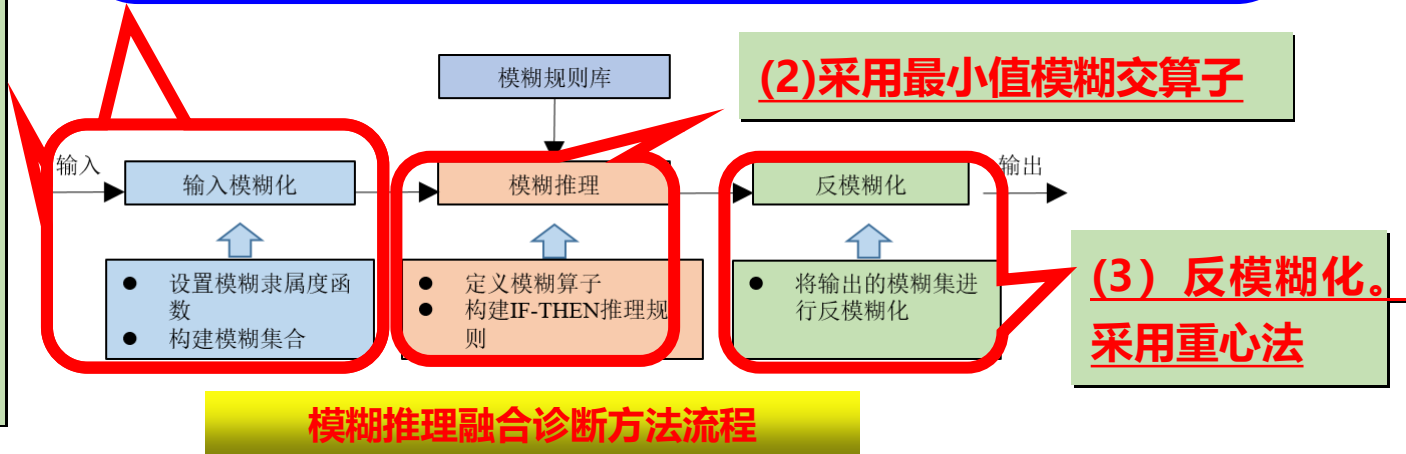 模糊规则库
(2)采用最小值模糊交算子
输入
输入模糊化
模糊推理
反模糊化
输出
● 设置模糊隶属度函
数
● 构建模糊集合
● 定义模糊算子
● 构建IF-THEN推理规
则
● 将输出的模糊集进
行反模糊化
(3）反模糊化。
采用重心法
模糊推理融合诊断方法流程